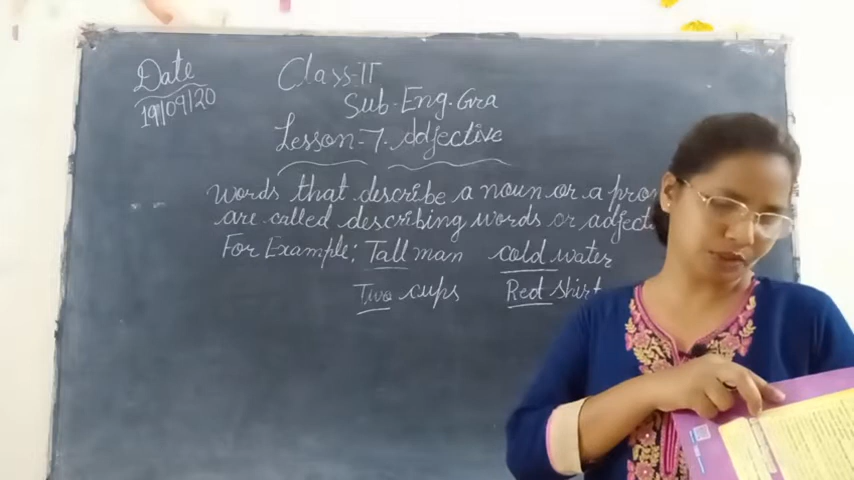 Date
19/09/20
Class-II
Sub-Eng.Gra
Lesson-7. Adjective
Words that describe a noun or a pro
are called describing words or adject
For Example: Tall man cold water
Two cups Red shirt